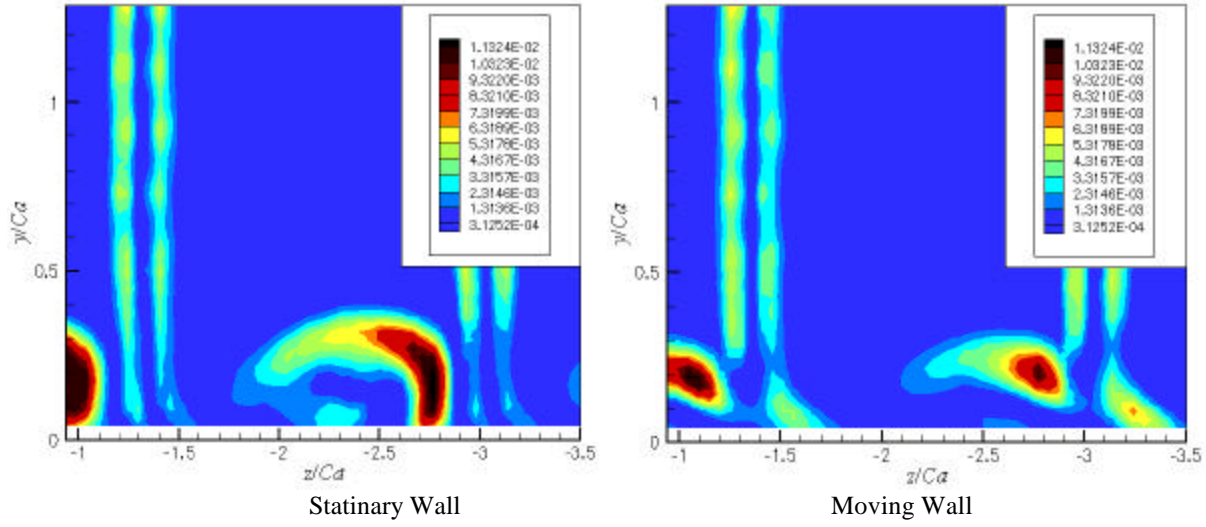 1.1324E-02
1.0323E-02
9.3220E-03
8.3210E-03
7.3199E-03
6.3189E-03
5.3178E-03
4.3167E-03
3.3157E-03
2.3146E-03
1.3136E-03
3.1252E-04
y/Ca
1
0.5
0
-1
-1.5
-2
-2.5
-3
-3.5
z/Ca
Statinary Wall
1.1324E-02
1.0323E-02
9.3220E-03
8.3210E-03
7.3199E-03
6.3189E-03
5.3178E-03
4.3167E-03
3.3157E-03
2.3146E-03
1.3136E-03
3.1252E-04
y/Ca
1
0.5
0
-1
-1.5
-2
-2.5
-3
-3.5
z/Ca
Moving Wall